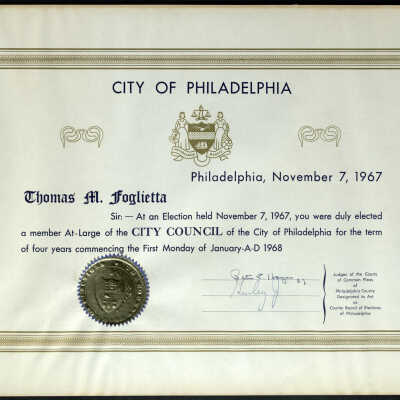 CITY OF PHILADELPHIA
Philadelphia, November 7, 1967
Thomas M. Foglietta
Sir:— At an Election held November 7, 1967, you were duly elected
a member At-Large of the CITY COUNCIL of the City of Philadelphia for the term
of four years commencing the First Monday of January-A-D 1968
Judges of the Courts
of Common Pleas
of
Philadelphia County
Designated to Act
as
County Board of Elections
of Philadelphia